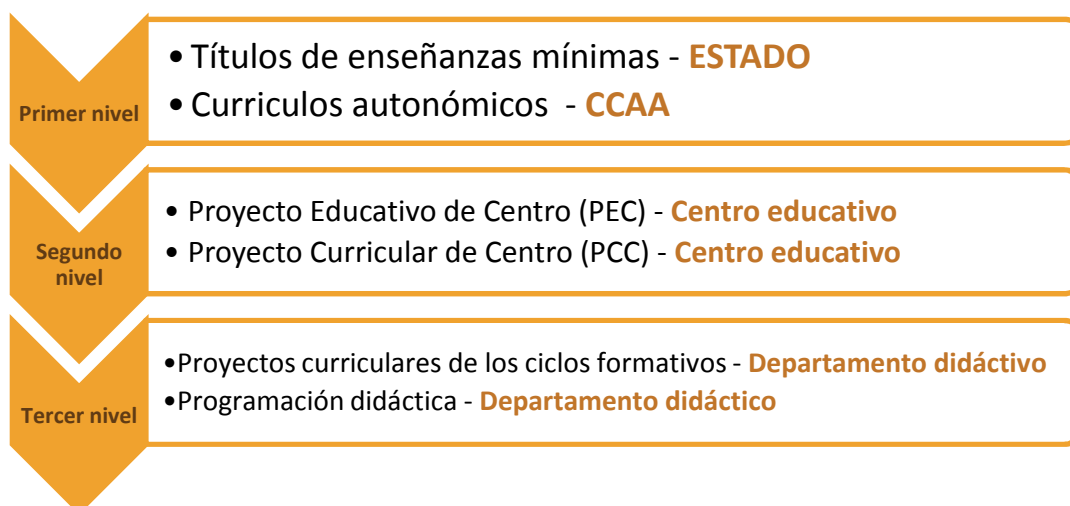 Primer nivel
• Títulos de enseñanzas mínimas - ESTADO
• Curriculos autonómicos - CCAA
Segundo
nivel
• Proyecto Educativo de Centro (PEC) - Centro educativo
• Proyecto Curricular de Centro (PCC) - Centro educativo
Tercer nivel
•Proyectos curriculares de los ciclos formativos - Departamento didáctivo
•Programación didáctica - Departamento didáctico